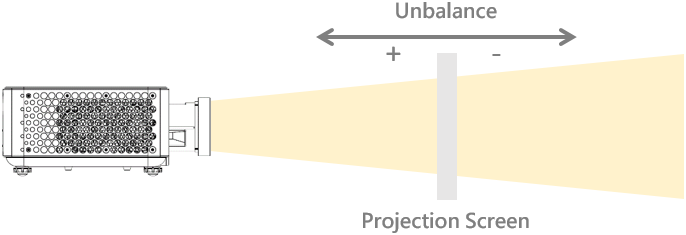 Unbalance
+ -
Projection Screen